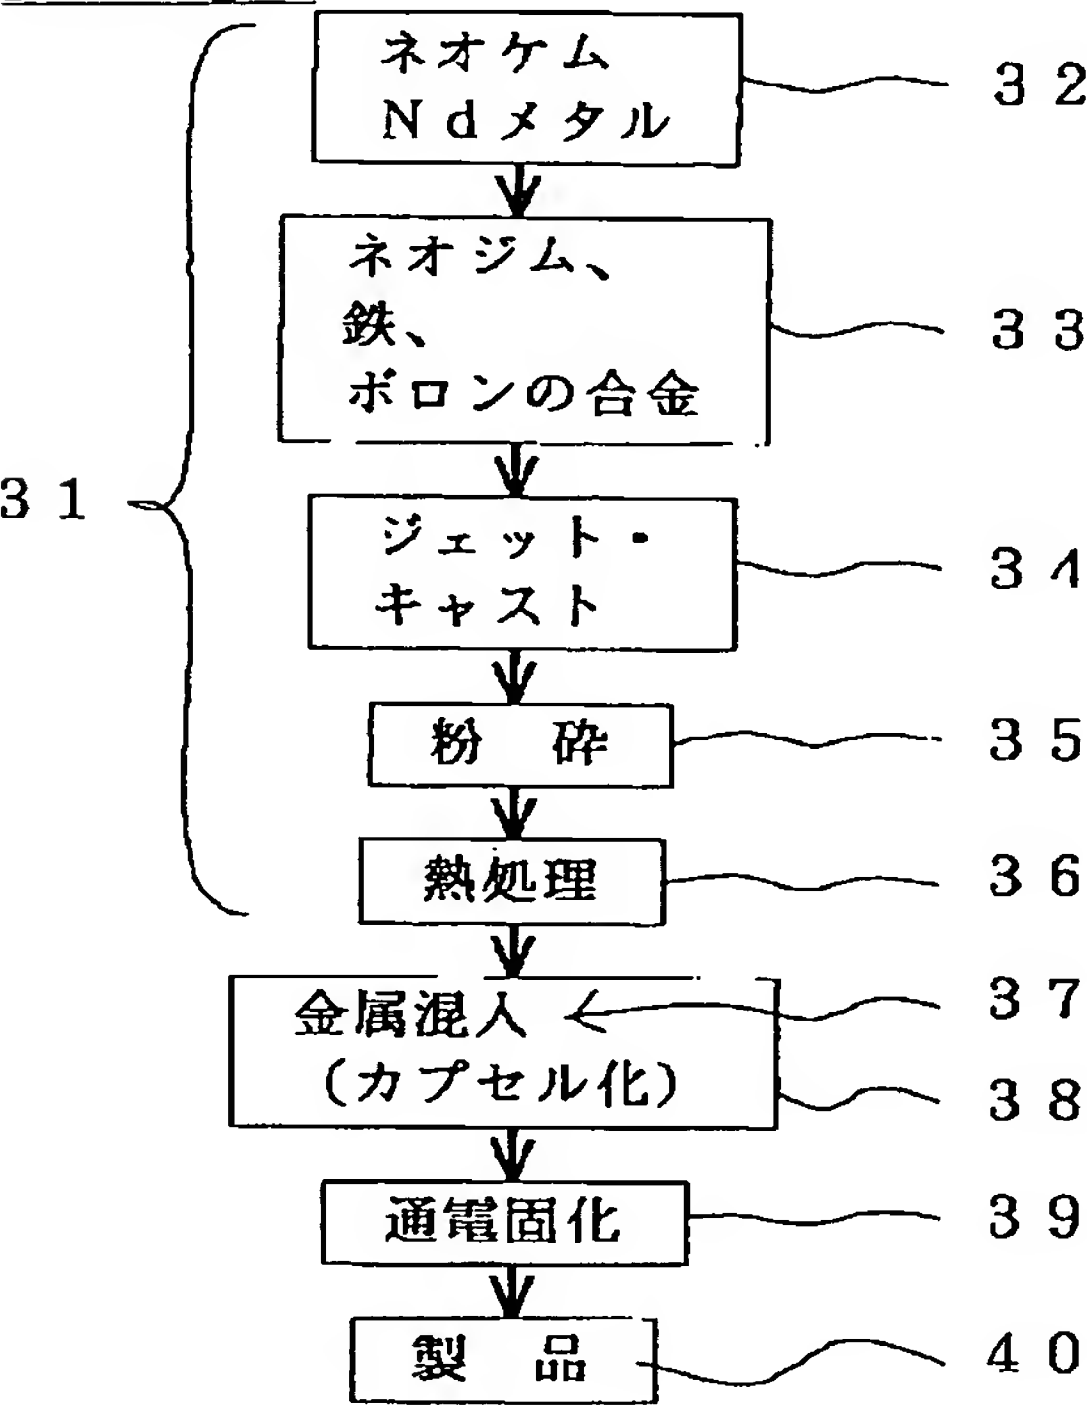 ネオケム
Ndメタル
32
ネオジム、
鉄、
ボロンの合金
33
31
ジェット・
キャスト
34
粉 砕
35
熱処理
36
金属混入
37
(カプセル化)
38
通電固化
39
製 品
40